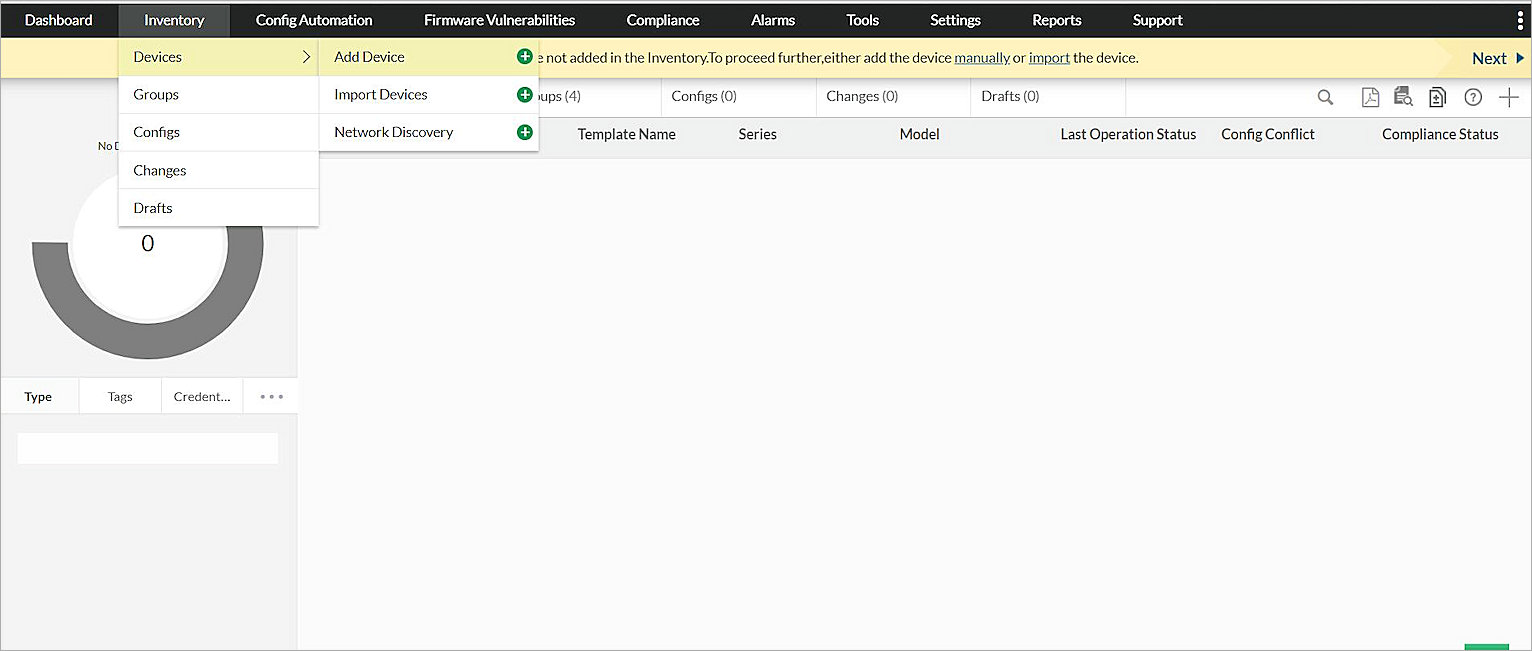 Dashboard Inventory Config Automation Firmware Vulnerabilities Compliance Alarms Tools Settings Reports Support
Devices Add Device e not added in the Inventory.To proceed further,either add the device manually or import the device. Next
Groups Import Devices ups (4) Configs (0) Changes (0) Drafts (0)
Configs Network Discovery Template Name Series Model Last Operation Status Config Conflict Compliance Status
No D
Changes
Drafts
0
Type Tags Credent...